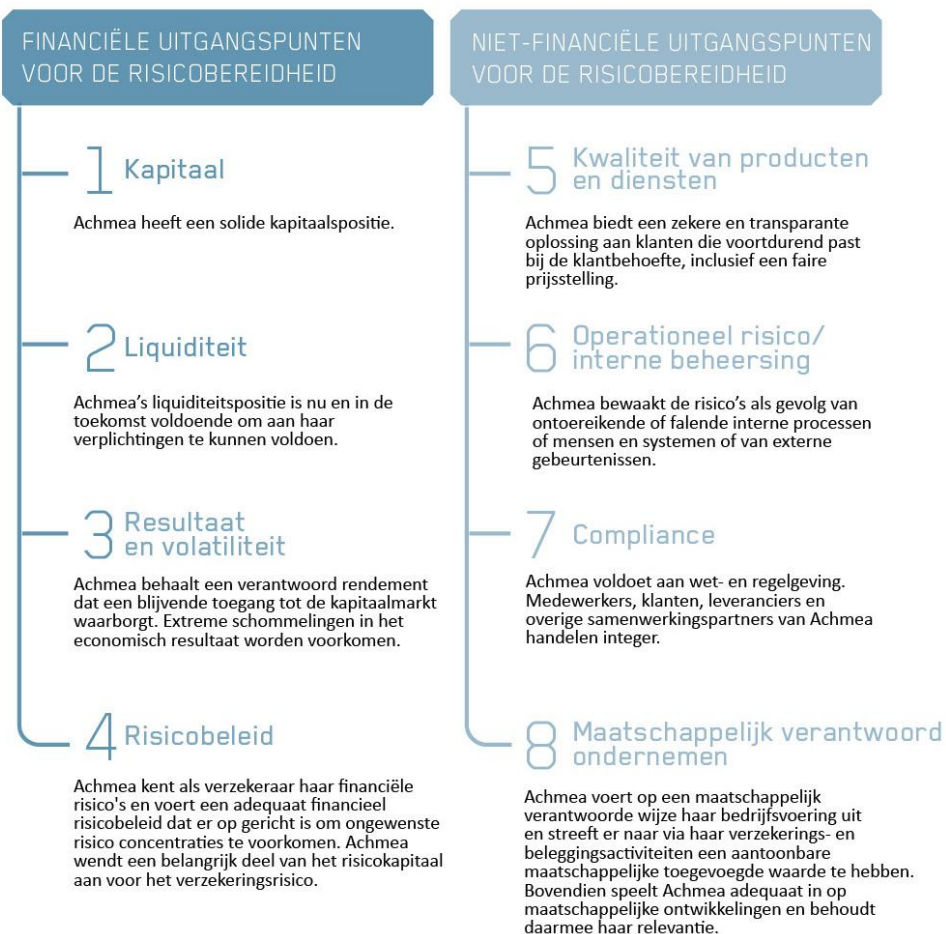 FINANCIËLE UITGANGSPUNTEN
VOOR DE RISICOBEREIDHEID
1 Kapitaal
Achmea heeft een solide kapitaalspositie.
2 Liquiditeit
Achmea’s liquiditeitspositie is nu en in de
toekomst voldoende om aan haar
verplichtingen te kunnen voldoen.
3 Resultaat
en volatiliteit
Achmea behaalt een verantwoord rendement
dat een blijvende toegang tot de kapitaalmarkt
waarborgt. Extreme schommelingen in het
economisch resultaat worden voorkomen.
4 Risicobeleid
Achmea kent als verzekeraar haar financiële
risico's en voert een adequaat financieel
risicobeleid dat er op gericht is om ongewenste
risico concentraties te voorkomen. Achmea
wendt een belangrijk deel van het risicokapitaal
aan voor het verzekeringsrisico.
NIET-FINANCIËLE UITGANGSPUNTEN
VOOR DE RISICOBEREIDHEID
5 Kwaliteit van producten
en diensten
Achmea biedt een zekere en transparante
oplossing aan klanten die voortdurend past
bij de klantbehoefte, inclusief een faire
prijsstelling.
6 Operationeel risico/
interne beheersing
Achmea bewaakt de risico’s als gevolg van
ontoereikende of falende interne processen
of mensen en systemen of van externe
gebeurtenissen.
7 Compliance
Achmea voldoet aan wet- en regelgeving.
Medewerkers, klanten, leveranciers en
overige samenwerkingspartners van Achmea
handelen integer.
8 Maatschappelijk verantwoord
ondernemen
Achmea voert op een maatschappelijk
verantwoorde wijze haar bedrijfsvoering uit
en streeft er naar via haar verzekerings- en
beleggingsactiviteiten een aantoonbare
maatschappelijke toegevoegde waarde te hebben.
Bovendien speelt Achmea adequaat in op
maatschappelijke ontwikkelingen en behoudt
daarmee haar relevantie.